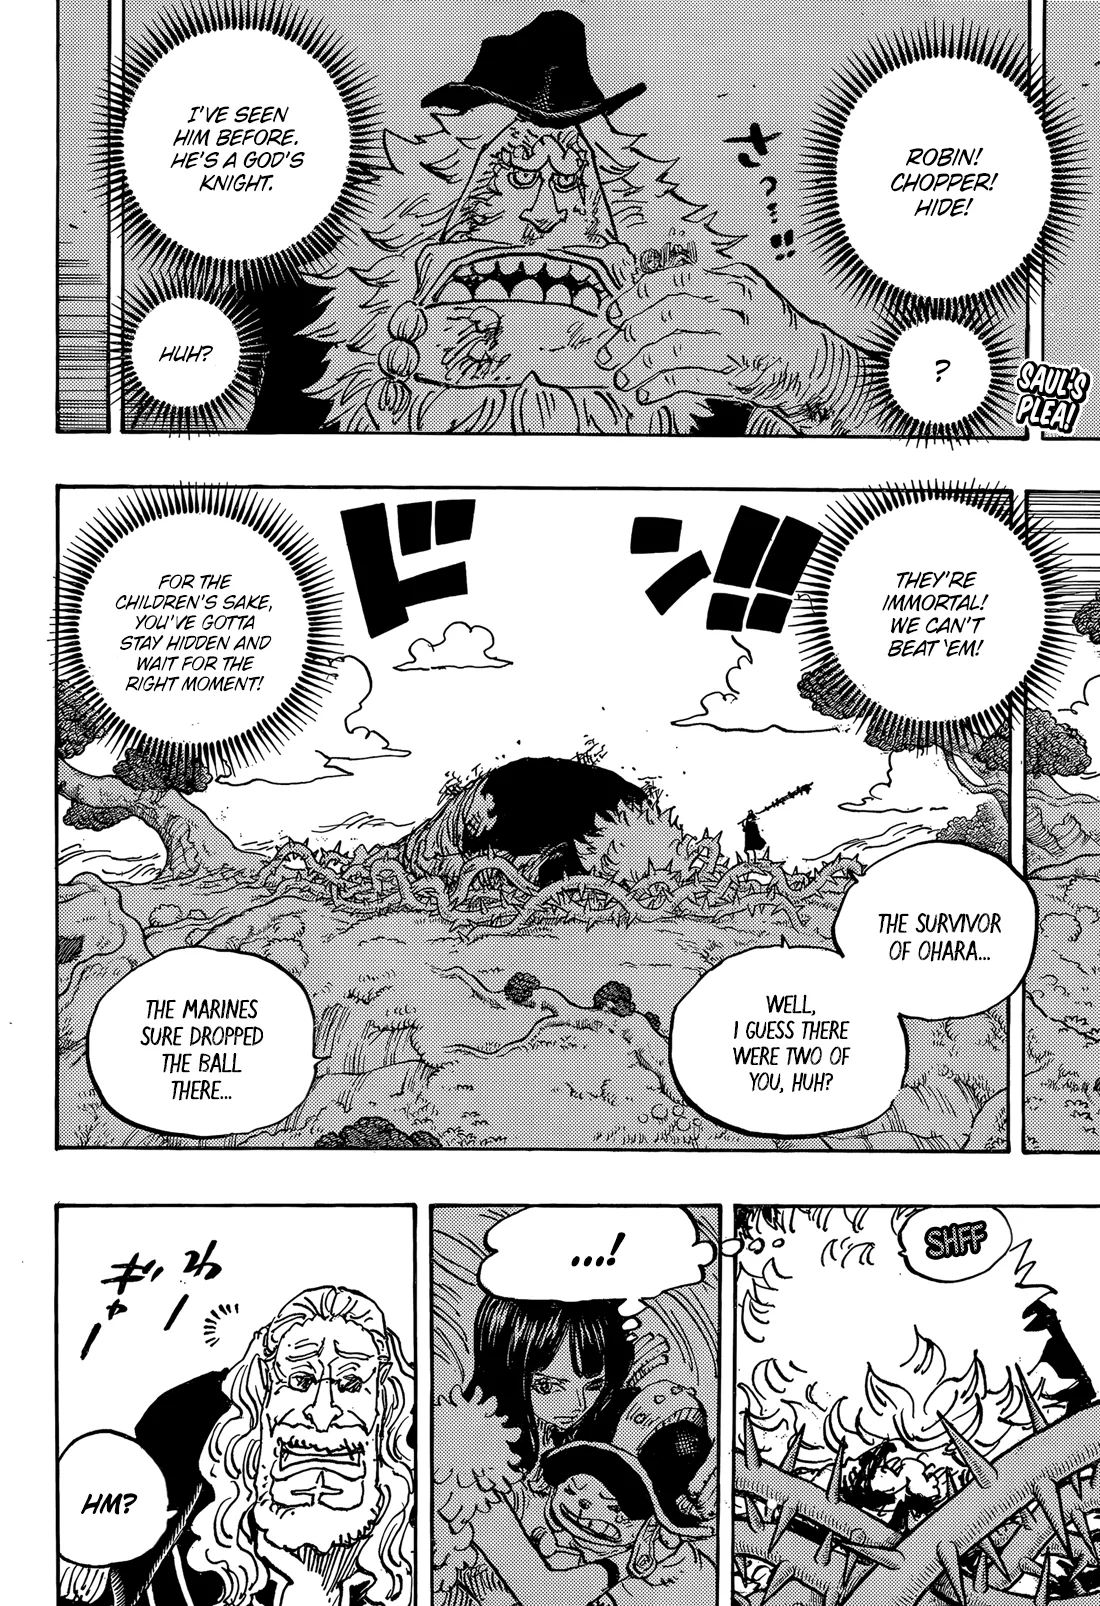 ROBIN!
CHOPPER!
HIDE!
?
SAUL'S
PLEA!
さ?…!!
I'VE SEEN
HIM BEFORE.
HE'S A GOD'S
KNIGHT.
HUH?
THEY'RE
IMMORTAL!
WE CAN'T
BEAT 'EM!
ドン!!
FOR THE
CHILDREN'S SAKE,
YOU'VE GOTTA
STAY HIDDEN AND
WAIT FOR THE
RIGHT MOMENT!
THE SURVIVOR
OF OHARA...
WELL,
I GUESS THERE
WERE TWO OF
YOU, HUH?
THE MARINES
SURE DROPPED
THE BALL
THERE...
SHFF
...!
HM?